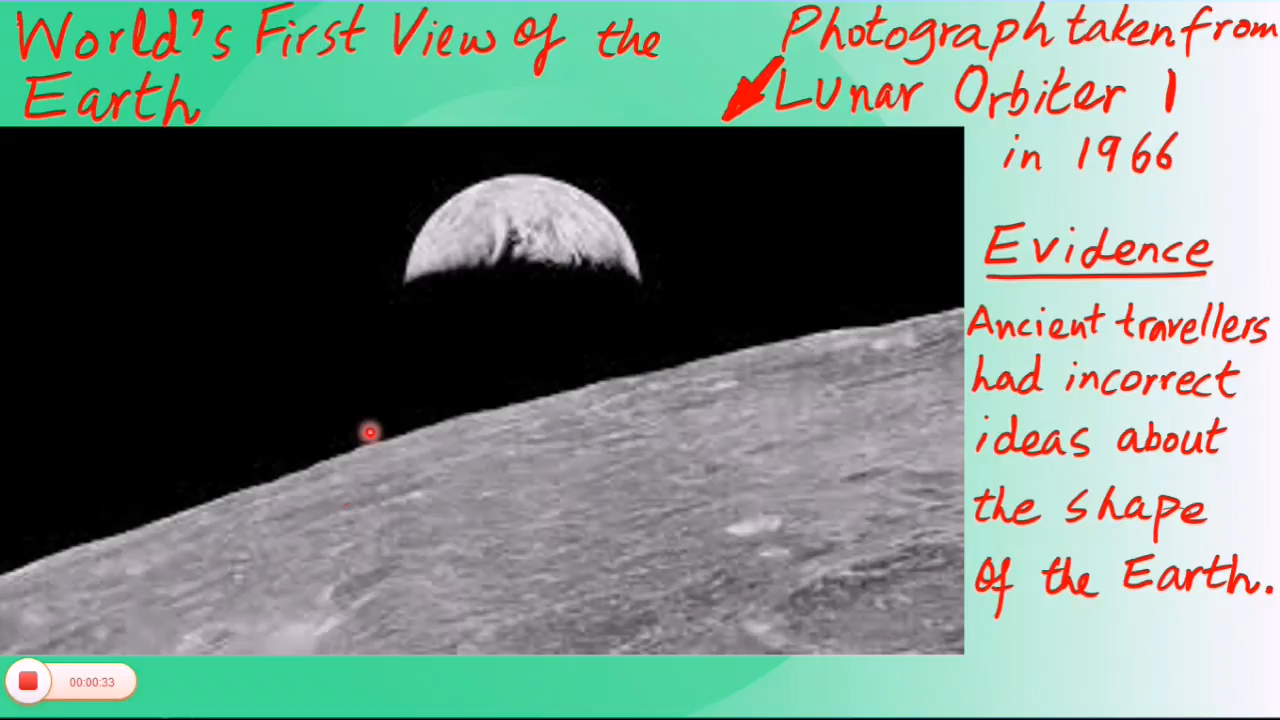 World's First View of the
Earth
Photograph taken from
Lunar Orbiter 1
in 1966
Evidence
Ancient travellers
had incorrect
ideas about
the shape
of the Earth.
00:00:33